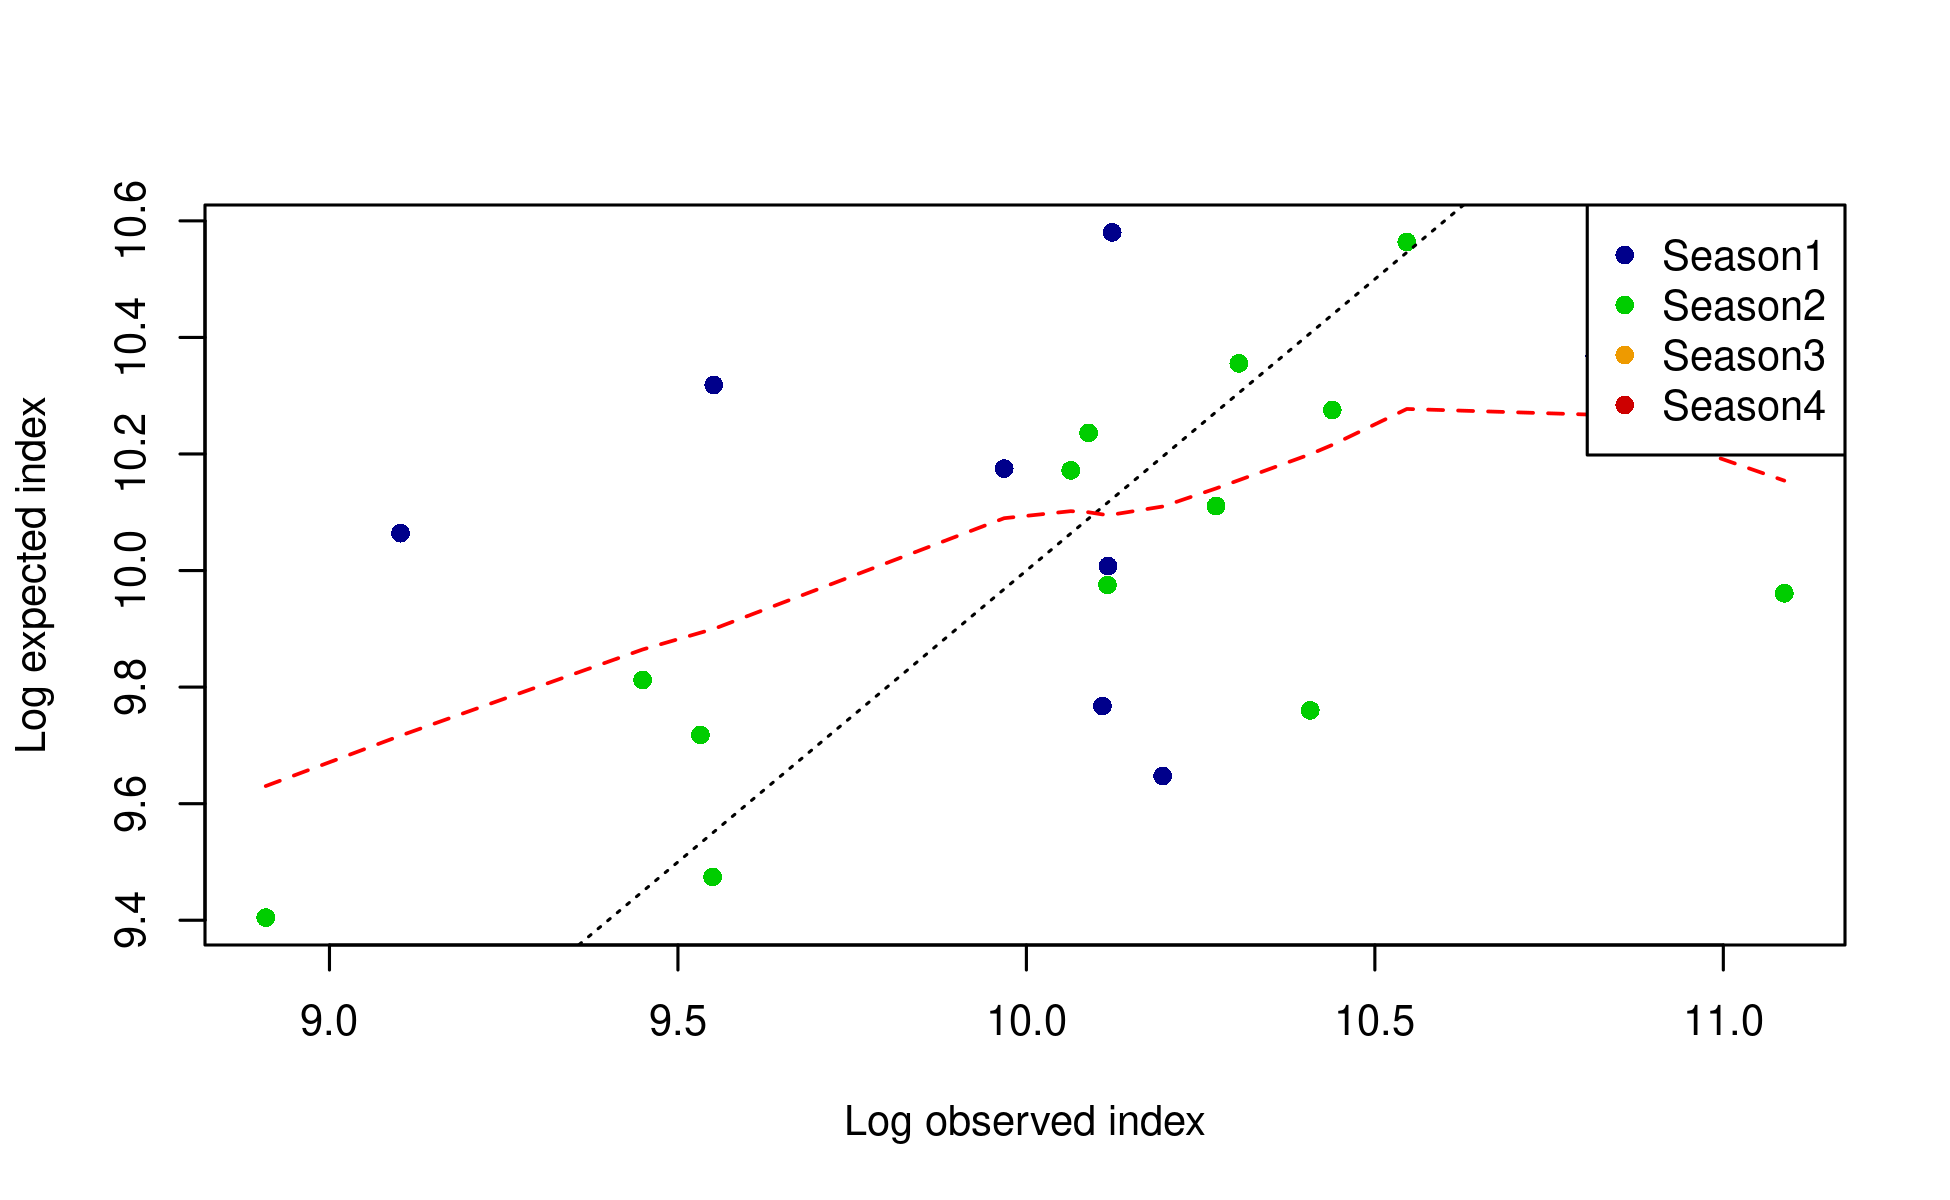 Log expected index
10.6
10.4
10.2
10.0
9.8
9.6
9.4
Season1
Season2
Season3
Season4
9.0 9.5 10.0 10.5 11.0
Log observed index